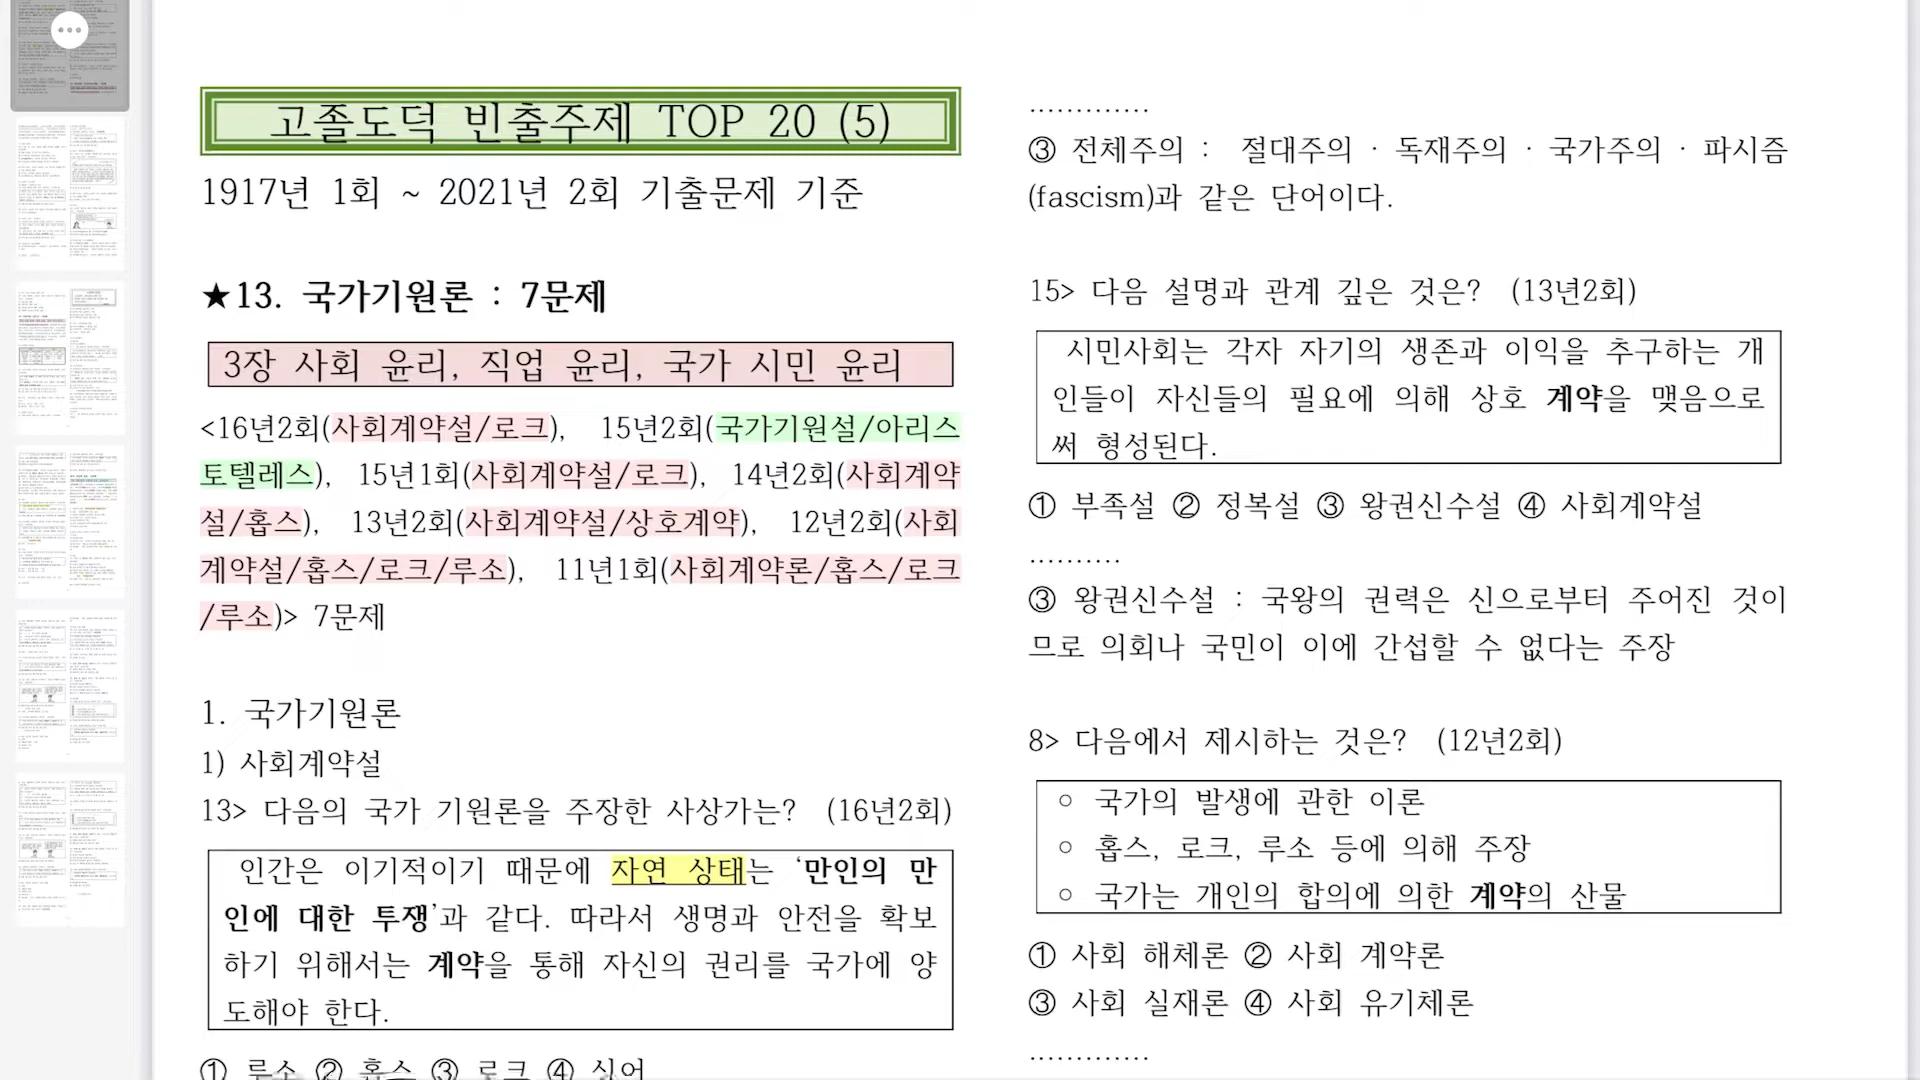 고졸도덕 빈출주제 TOP 20 (5)
1917년 1회 ~ 2021년 2회 기출문제 기준
★13. 국가기원론 : 7문제
3장 사회 윤리, 직업 윤리, 국가 시민 윤리
<16년2회(사회계약설/로크), 15년2회(국가기원설/아리스
토텔레스), 15년1회(사회계약설/로크), 14년2회(사회계약
설/홉스), 13년2회(사회계약설/상호계약), 12년2회(사회
계약설/홉스/로크/루소), 11년1회(사회계약론/홉스/로크
/루소)> 7문제
1. 국가기원론
1) 사회계약설
13> 다음의 국가 기원론을 주장한 사상가는? (16년2회)
인간은 이기적이기 때문에 자연 상태는 ‘만인의 만
인에 대한 투쟁’과 같다. 따라서 생명과 안전을 확보
하기 위해서는 계약을 통해 자신의 권리를 국가에 양
도해야 한다.
① 루소 ② 홉스 ③ 로크 ④ 싱어
.............
③ 전체주의 : 절대주의 · 독재주의 · 국가주의 · 파시즘
(fascism)과 같은 단어이다.
15> 다음 설명과 관계 깊은 것은? (13년2회)
시민사회는 각자 자기의 생존과 이익을 추구하는 개
인들이 자신들의 필요에 의해 상호 계약을 맺음으로
써 형성된다.
① 부족설 ② 정복설 ③ 왕권신수설 ④ 사회계약설
..........
③ 왕권신수설 : 국왕의 권력은 신으로부터 주어진 것이
므로 의회나 국민이 이에 간섭할 수 없다는 주장
8> 다음에서 제시하는 것은? (12년2회)
○ 국가의 발생에 관한 이론
○ 홉스, 로크, 루소 등에 의해 주장
○ 국가는 개인의 합의에 의한 계약의 산물
① 사회 해체론 ② 사회 계약론
③ 사회 실재론 ④ 사회 유기체론
.............